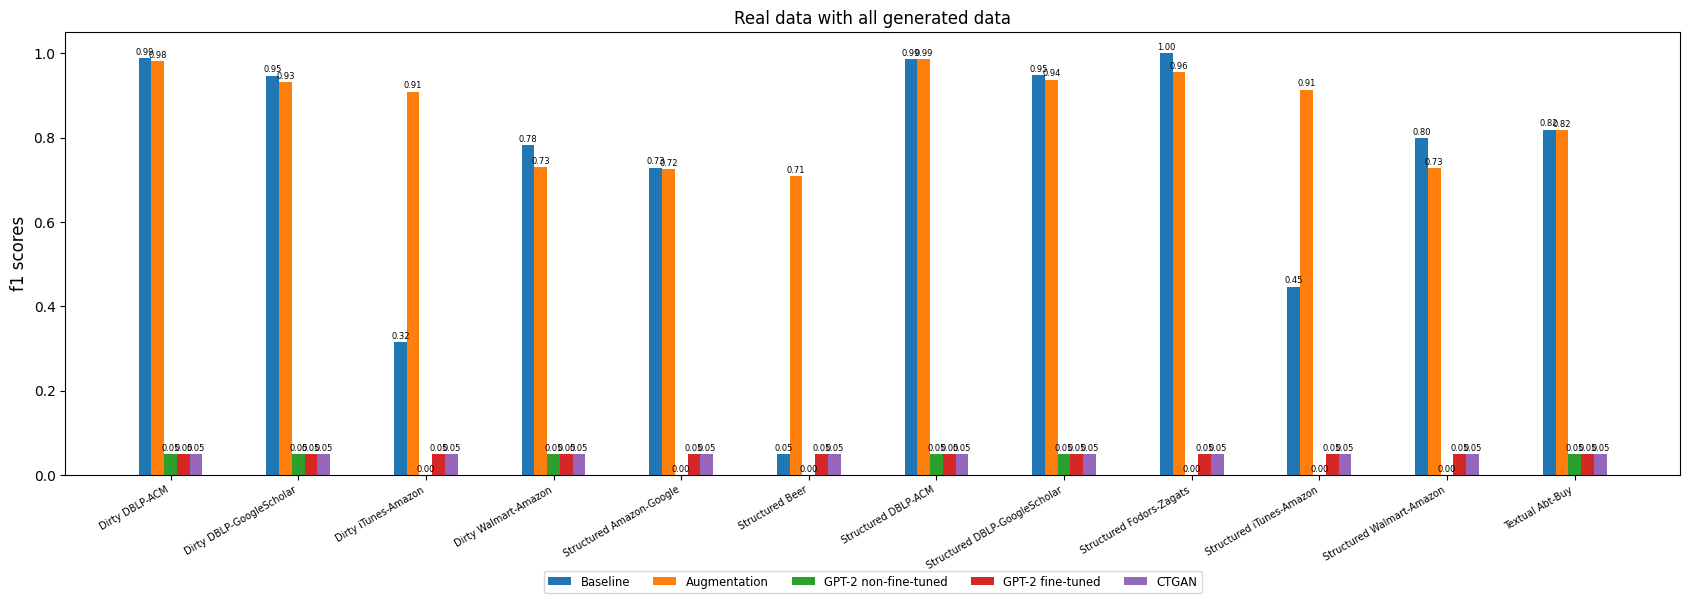 Real data with all generated data
f1 scores
1.0
0.8
0.6
0.4
0.2
0.0
0.99 0.98 0.05 0.05 0.05
0.95 0.93 0.05 0.05 0.05
0.32 0.91 0.00 0.05 0.05
0.78 0.73 0.05 0.05 0.05
0.73 0.72 0.00 0.05 0.05
0.05 0.71 0.00 0.05 0.05
0.99 0.99 0.05 0.05 0.05
0.95 0.94 0.05 0.05 0.05
1.00 0.96 0.00 0.05 0.05
0.45 0.91 0.00 0.05 0.05
0.80 0.73 0.00 0.05 0.05
0.82 0.82 0.05 0.05 0.05
Dirty DBLP-ACM
Dirty DBLP-GoogleScholar
Dirty iTunes-Amazon
Dirty Walmart-Amazon
Structured Amazon-Google
Structured Beer
Structured DBLP-ACM
Structured DBLP-GoogleScholar
Structured Fodors-Zagats
Structured iTunes-Amazon
Structured Walmart-Amazon
Textual Abt-Buy
Baseline Augmentation GPT-2 non-fine-tuned GPT-2 fine-tuned CTGAN